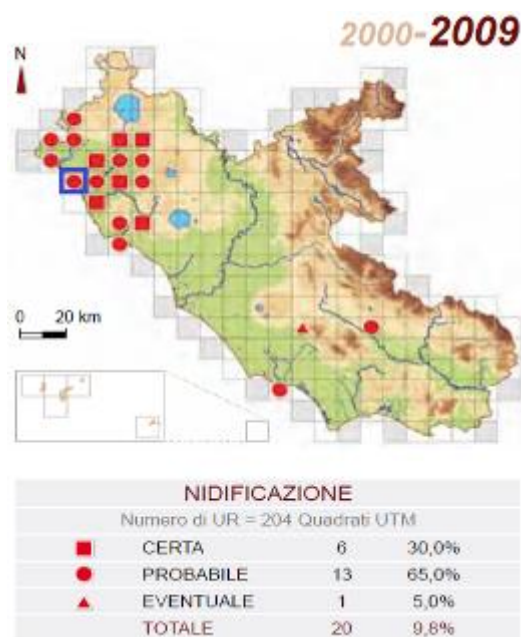 2000-2009
N
0 20 km
NIDIFICAZIONE
Numero di UR = 204 Quadrati UTM
CERTA 6 30,0%
PROBABILE 13 65,0%
EVENTUALE 1 5,0%
TOTALE 20 9,8%